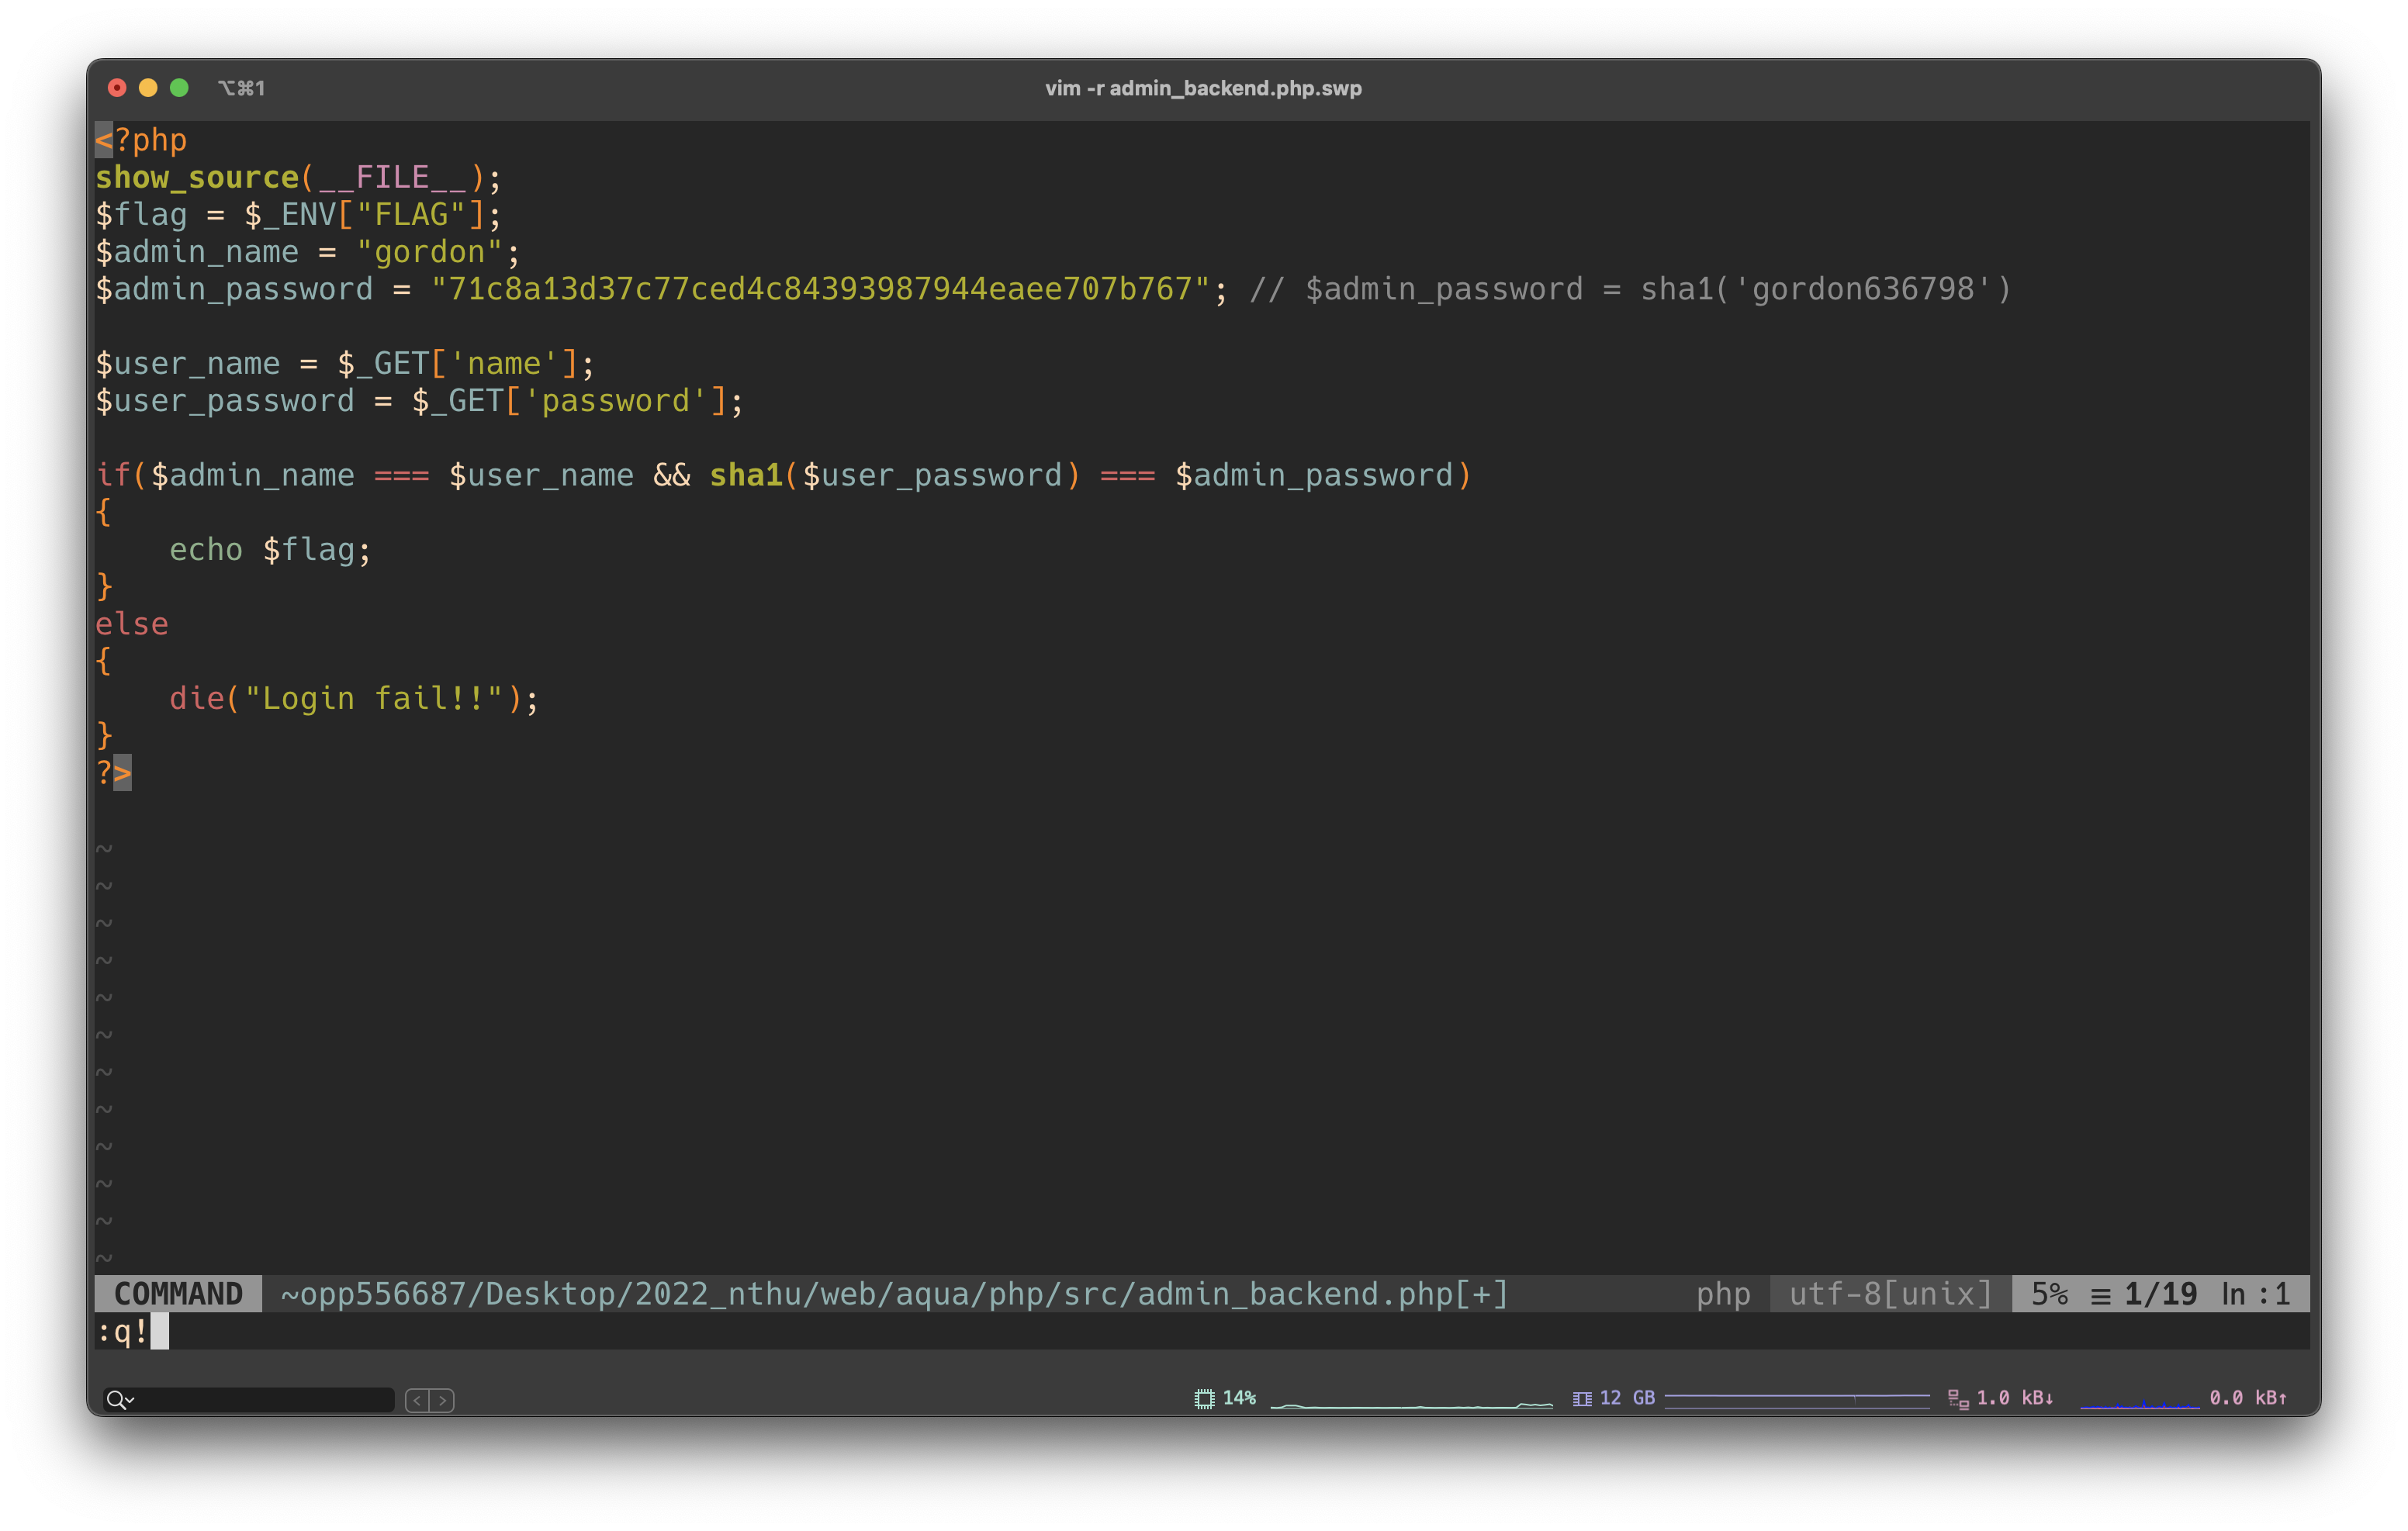 ⌥⌘1 vim -r admin_backend.php.swp
<?php
show_source(__FILE__);
$flag = $_ENV["FLAG"];
$admin_name = "gordon";
$admin_password = "71c8a13d37c77ced4c84393987944eaee707b767"; // $admin_password = sha1('gordon636798')
$user_name = $_GET['name'];
$user_password = $_GET['password'];
if($admin_name === $user_name && sha1($user_password) === $admin_password)
{
    echo $flag;
}
else
{
    die("Login fail!!");
}
?>
~
~
~
~
~
~
~
~
~
~
~
~
COMMAND ~opp556687/Desktop/2022_nthu/web/aqua/php/src/admin_backend.php[+] php utf-8[unix] 5% ≡ 1/19 ln :1
:q!
14% 12 GB 1.0 kB↓ 0.0 kB↑